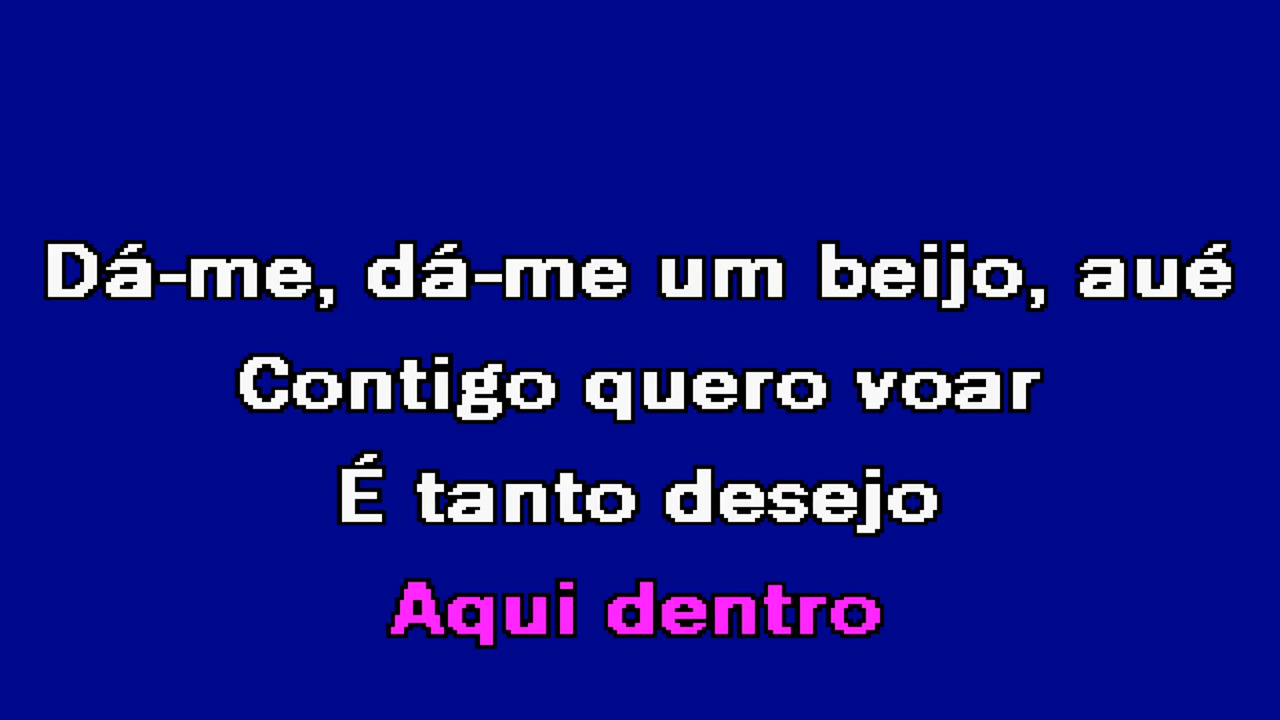 Dá-me, dá-me um beijo, aué
Contigo quero voar
É tanto desejo
Aqui dentro